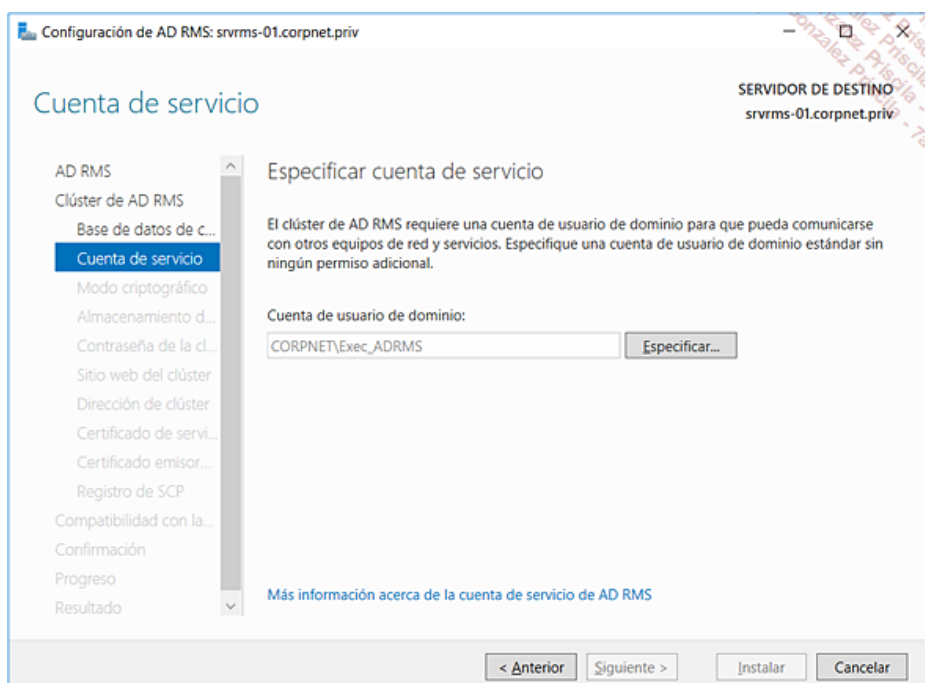 Configuración de AD RMS: srvrms-01.corpnet.priv
Cuenta de servicio
SERVIDOR DE DESTINO
srvrms-01.corpnet.priv
AD RMS
Clúster de AD RMS
Base de datos de c...
Cuenta de servicio
Modo criptográfico
Almacenamiento d...
Contraseña de la cl...
Sitio web del clúster
Dirección de clúster
Certificado de servi...
Certificado emisor...
Registro de SCP
Compatibilidad con la...
Confirmación
Progreso
Resultado
Especificar cuenta de servicio
El clúster de AD RMS requiere una cuenta de usuario de dominio para que pueda comunicarse
con otros equipos de red y servicios. Especifique una cuenta de usuario de dominio estándar sin
ningún permiso adicional.
Cuenta de usuario de dominio:
CORPNET\Exec_ADRMS
Especificar...
Más información acerca de la cuenta de servicio de AD RMS
< Anterior
Siguiente >
Instalar
Cancelar